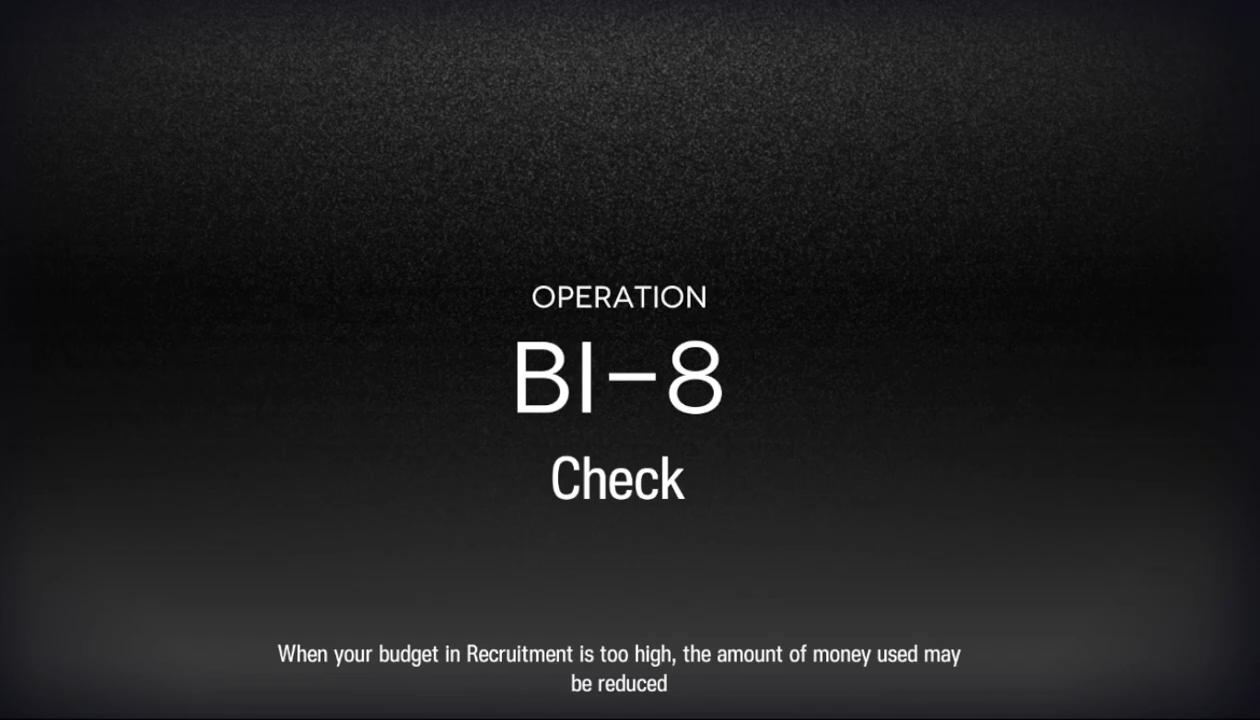 OPERATION
BI-8
Check
When your budget in Recruitment is too high, the amount of money used may
be reduced